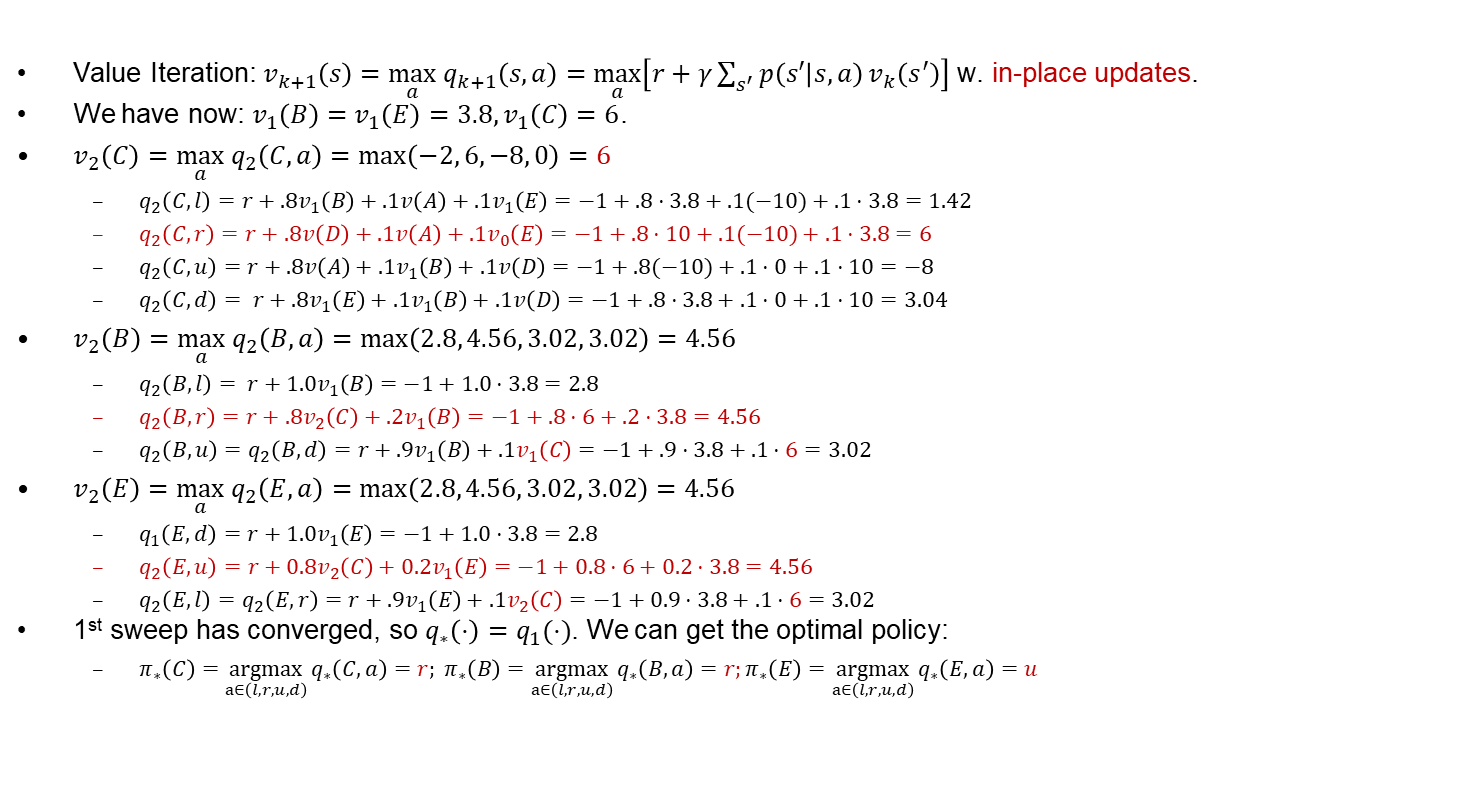 • Value Iteration: v_{k+1}(s) = max_a q_{k+1}(s, a) = max_a[r + γ ∑_{s′} p(s′|s, a) v_k(s′)] w. in-place updates.
• We have now: v_1(B) = v_1(E) = 3.8, v_1(C) = 6.
• v_2(C) = max_a q_2(C, a) = max(−2, 6, −8, 0) = 6
– q_2(C, l) = r + .8v_1(B) + .1v(A) + .1v_1(E) = −1 + .8 · 3.8 + .1(−10) + .1 · 3.8 = 1.42
– q_2(C, r) = r + .8v(D) + .1v(A) + .1v_0(E) = −1 + .8 · 10 + .1(−10) + .1 · 3.8 = 6
– q_2(C, u) = r + .8v(A) + .1v_1(B) + .1v(D) = −1 + .8(−10) + .1 · 0 + .1 · 10 = −8
– q_2(C, d) = r + .8v_1(E) + .1v_1(B) + .1v(D) = −1 + .8 · 3.8 + .1 · 0 + .1 · 10 = 3.04
• v_2(B) = max_a q_2(B, a) = max(2.8, 4.56, 3.02, 3.02) = 4.56
– q_2(B, l) = r + 1.0v_1(B) = −1 + 1.0 · 3.8 = 2.8
– q_2(B, r) = r + .8v_2(C) + .2v_1(B) = −1 + .8 · 6 + .2 · 3.8 = 4.56
– q_2(B, u) = q_2(B, d) = r + .9v_1(B) + .1v_1(C) = −1 + .9 · 3.8 + .1 · 6 = 3.02
• v_2(E) = max_a q_2(E, a) = max(2.8, 4.56, 3.02, 3.02) = 4.56
– q_1(E, d) = r + 1.0v_1(E) = −1 + 1.0 · 3.8 = 2.8
– q_2(E, u) = r + 0.8v_2(C) + 0.2v_1(E) = −1 + 0.8 · 6 + 0.2 · 3.8 = 4.56
– q_2(E, l) = q_2(E, r) = r + .9v_1(E) + .1v_2(C) = −1 + 0.9 · 3.8 + .1 · 6 = 3.02
• 1st sweep has converged, so q_*(·) = q_1(·). We can get the optimal policy:
– π_*(C) = argmax_{a∈(l,r,u,d)} q_*(C, a) = r; π_*(B) = argmax_{a∈(l,r,u,d)} q_*(B, a) = r; π_*(E) = argmax_{a∈(l,r,u,d)} q_*(E, a) = u